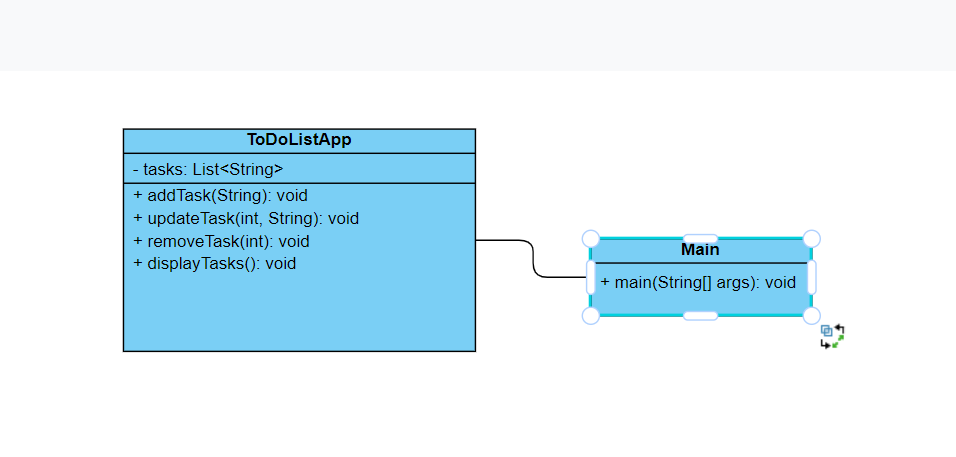 ToDoListApp
- tasks: List<String>
+ addTask(String): void
+ updateTask(int, String): void
+ removeTask(int): void
+ displayTasks(): void
Main
+ main(String[] args): void